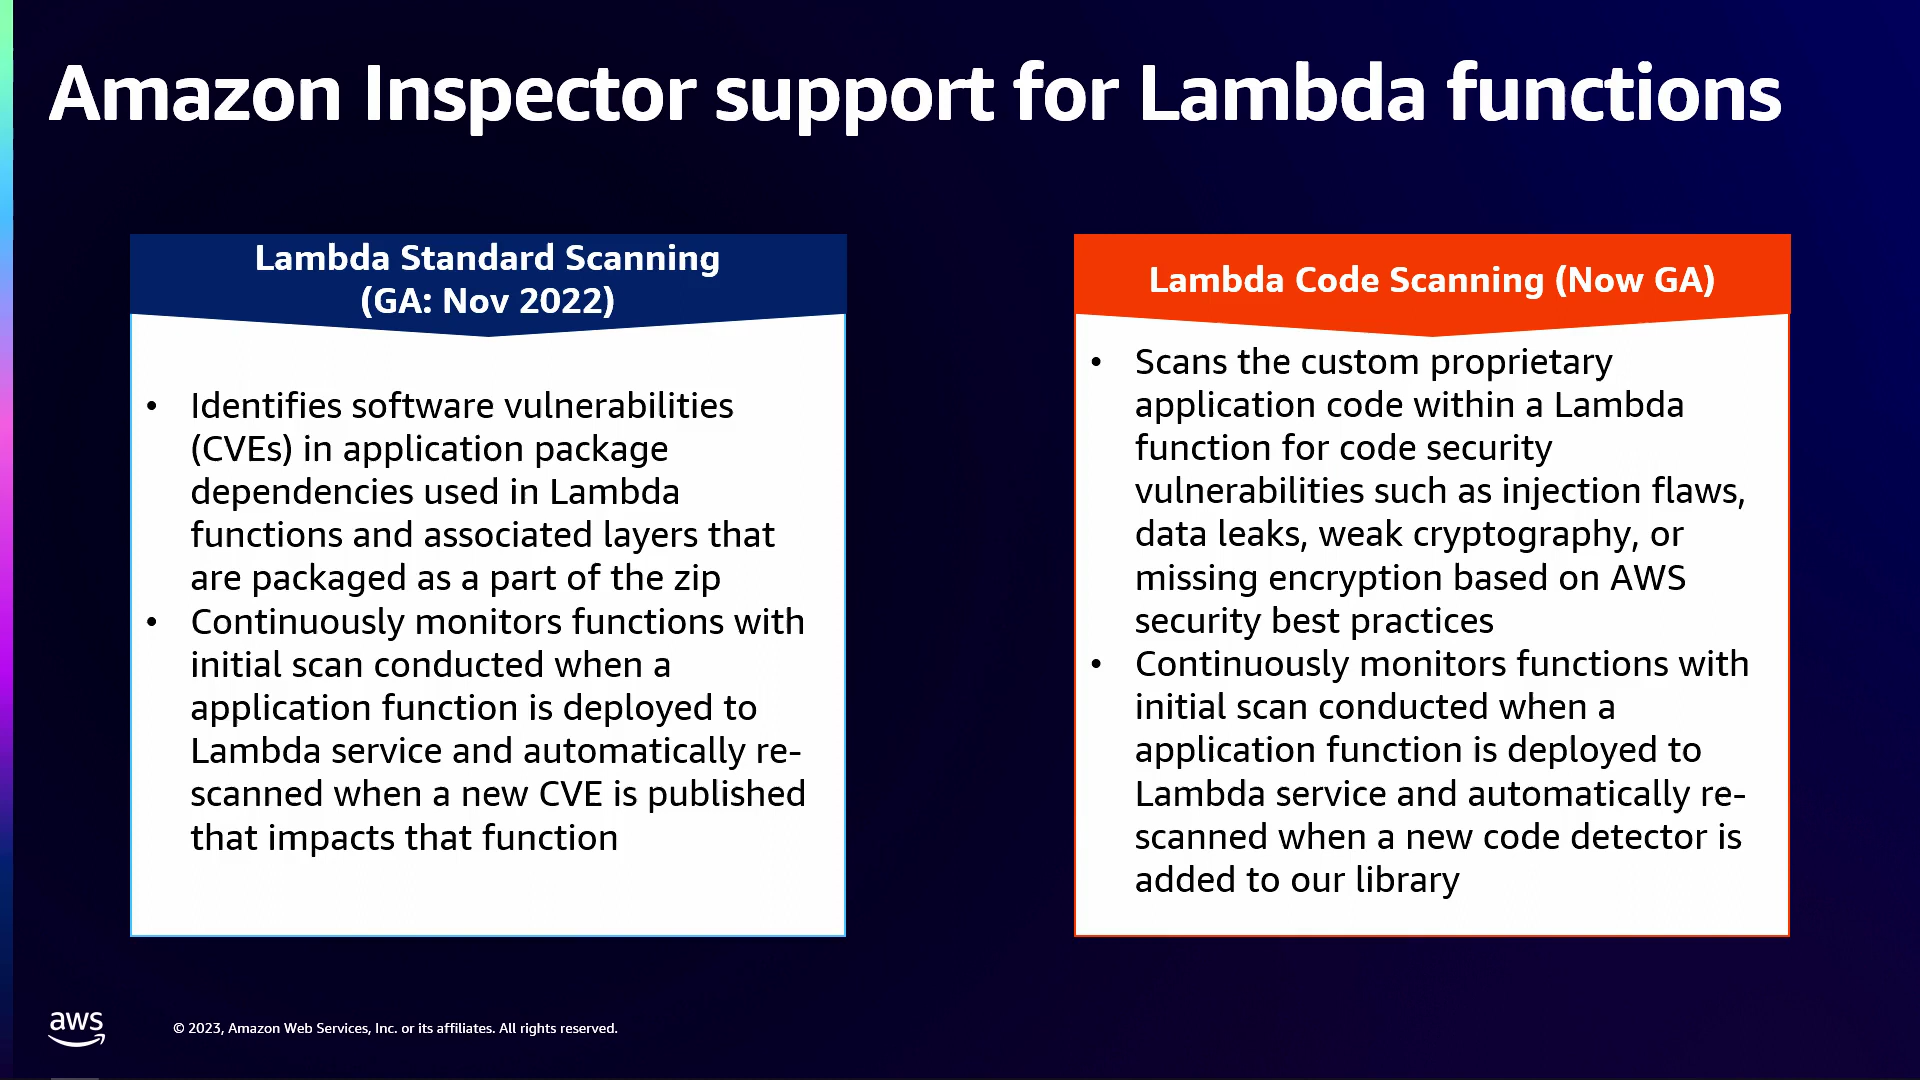 Amazon Inspector support for Lambda functions
Lambda Standard Scanning
(GA: Nov 2022)
• Identifies software vulnerabilities
(CVEs) in application package
dependencies used in Lambda
functions and associated layers that
are packaged as a part of the zip
• Continuously monitors functions with
initial scan conducted when a
application function is deployed to
Lambda service and automatically re-
scanned when a new CVE is published
that impacts that function
Lambda Code Scanning (Now GA)
• Scans the custom proprietary
application code within a Lambda
function for code security
vulnerabilities such as injection flaws,
data leaks, weak cryptography, or
missing encryption based on AWS
security best practices
• Continuously monitors functions with
initial scan conducted when a
application function is deployed to
Lambda service and automatically re-
scanned when a new code detector is
added to our library
aws
© 2023, Amazon Web Services, Inc. or its affiliates. All rights reserved.